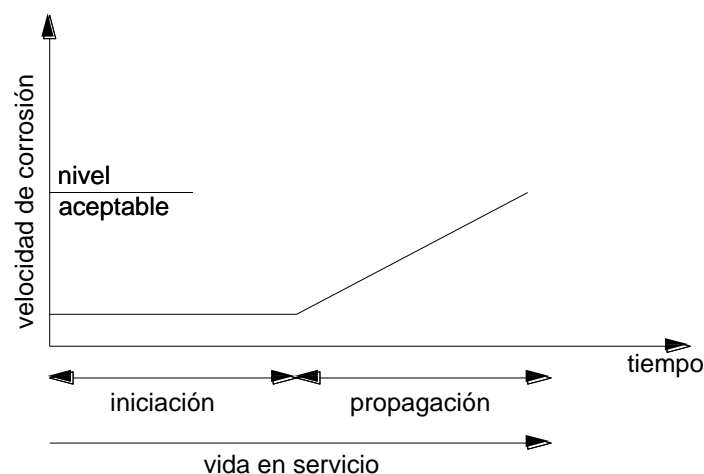 velocidad de corrosión
nivel
aceptable
tiempo
iniciación
propagación
vida en servicio